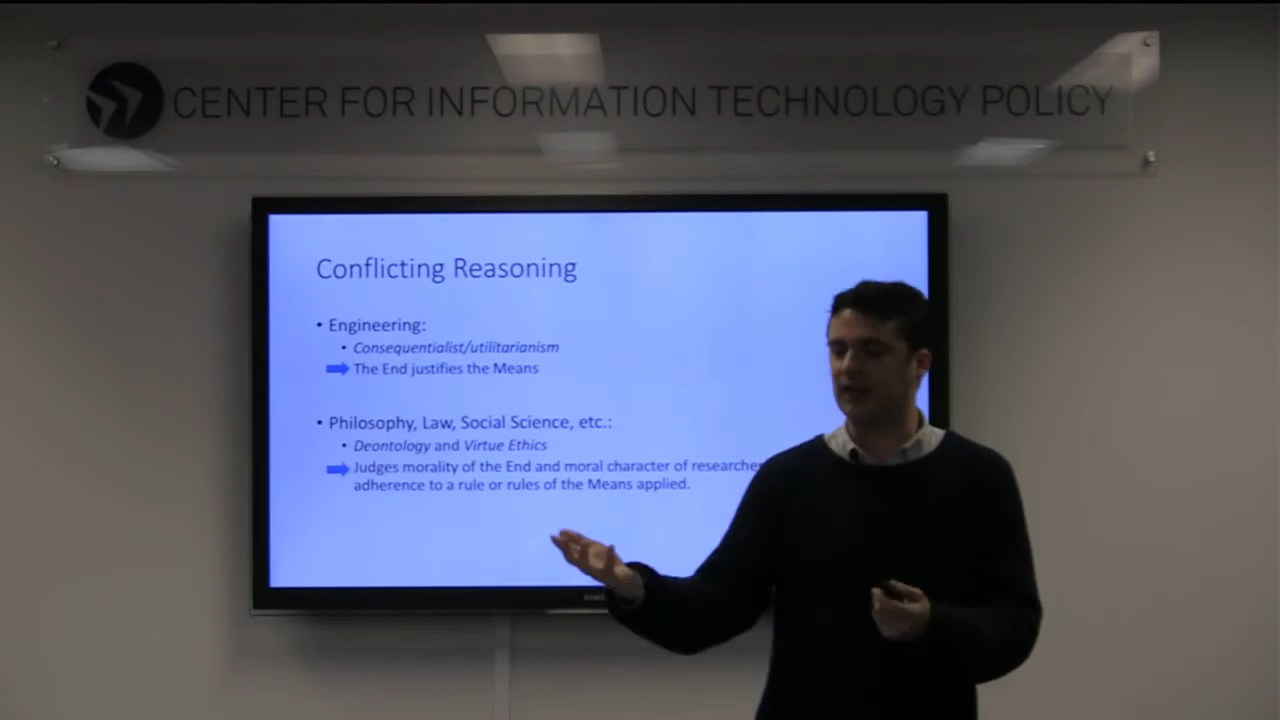 CENTER FOR INFORMATION TECHNOLOGY POLICY
Conflicting Reasoning
• Engineering:
• Consequentialist/utilitarianism
The End justifies the Means
• Philosophy, Law, Social Science, etc.:
• Deontology and Virtue Ethics
Judges morality of the End and moral character of researcher
adherence to a rule or rules of the Means applied.